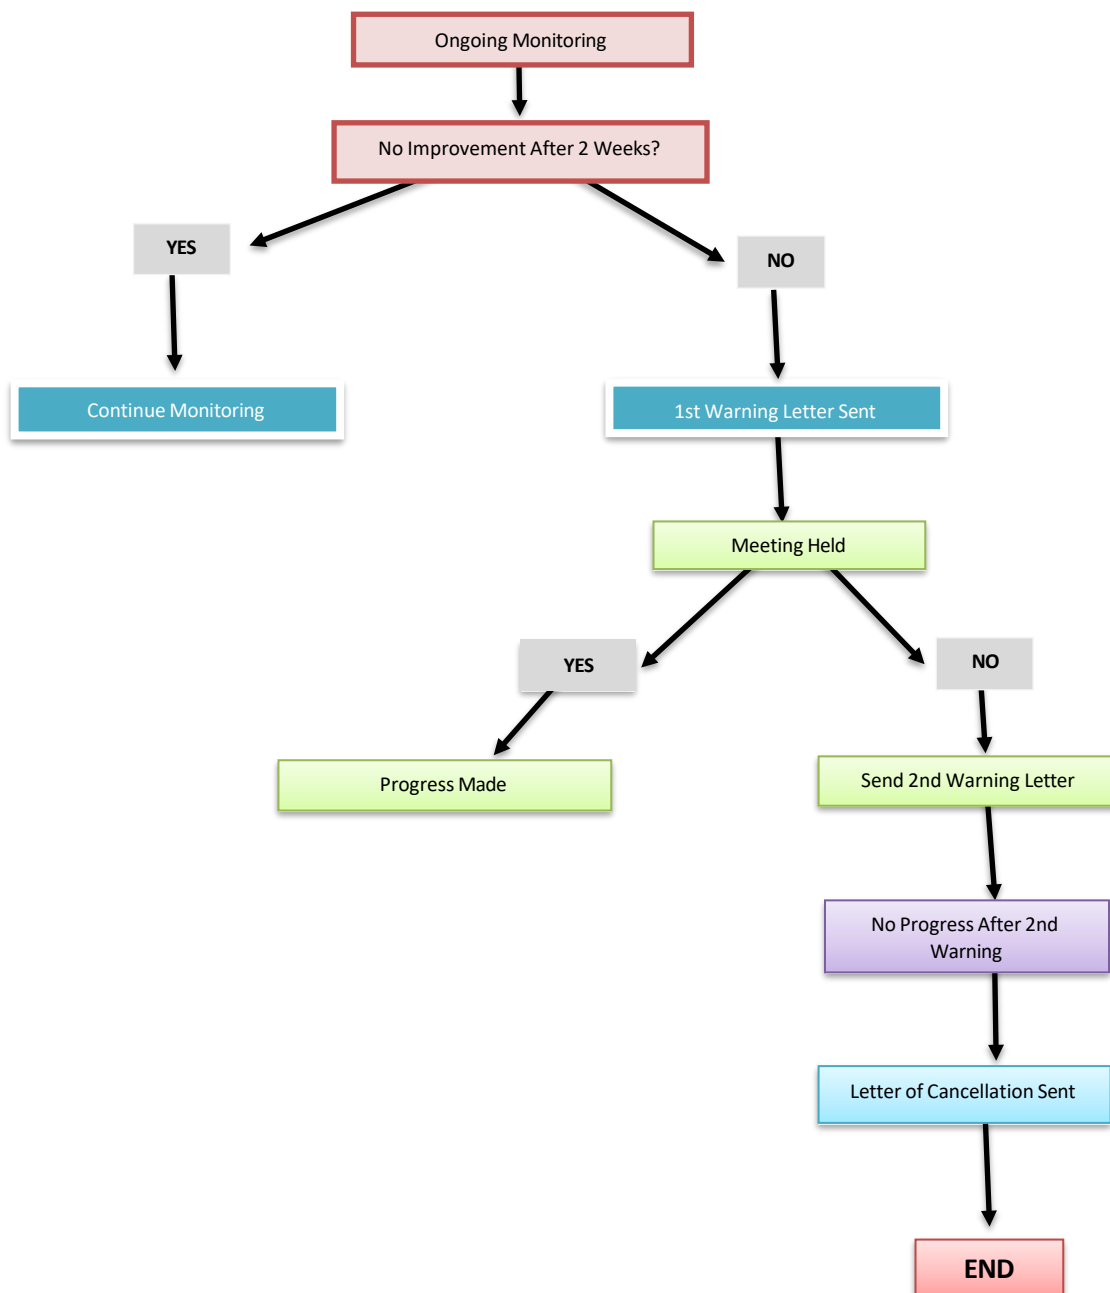 Ongoing Monitoring
No Improvement After 2 Weeks?
YES
NO
Continue Monitoring
1st Warning Letter Sent
Meeting Held
YES
NO
Progress Made
Send 2nd Warning Letter
No Progress After 2nd
Warning
Letter of Cancellation Sent
END